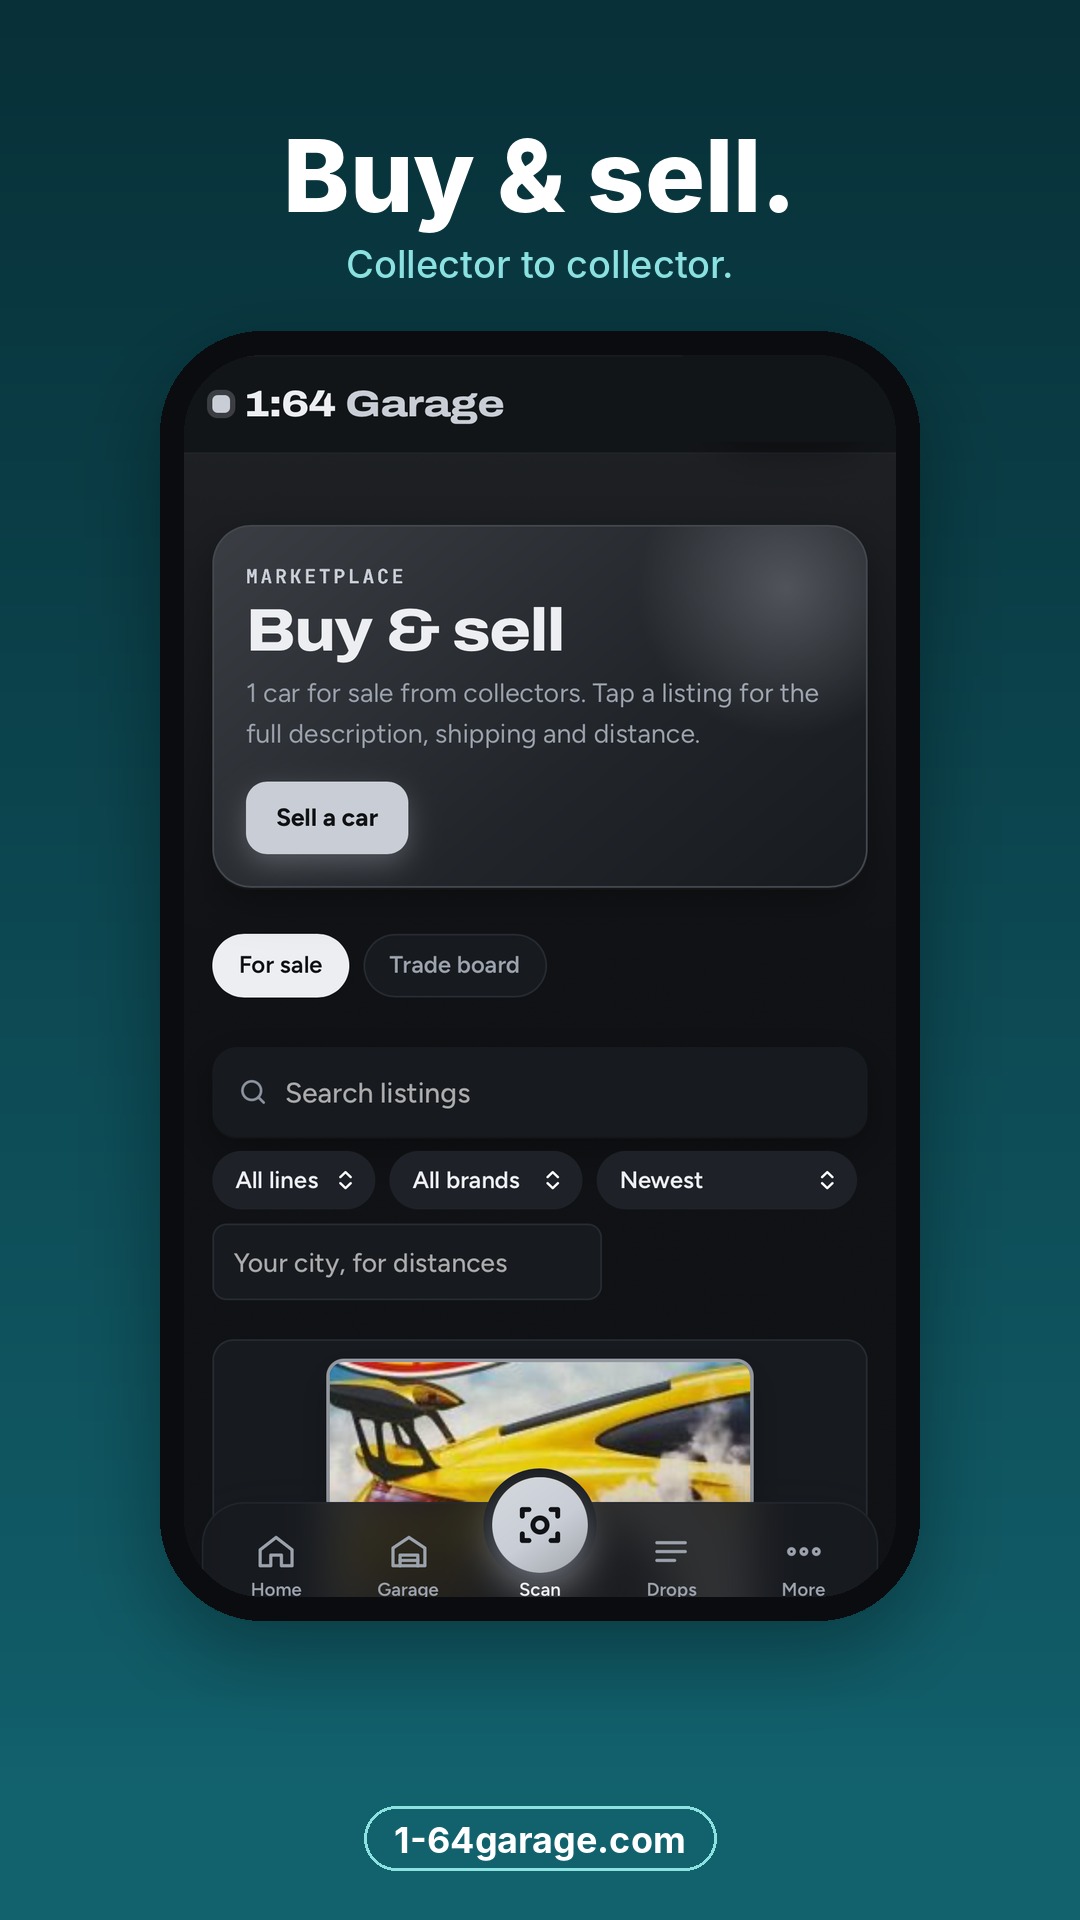 Buy & sell.
Collector to collector.
1:64 Garage
MARKETPLACE
Buy & sell
1 car for sale from collectors. Tap a listing for the
full description, shipping and distance.
Sell a car
For sale
Trade board
Search listings
All lines
All brands
Newest
Your city, for distances
Home
Garage
Scan
Drops
More
1-64garage.com